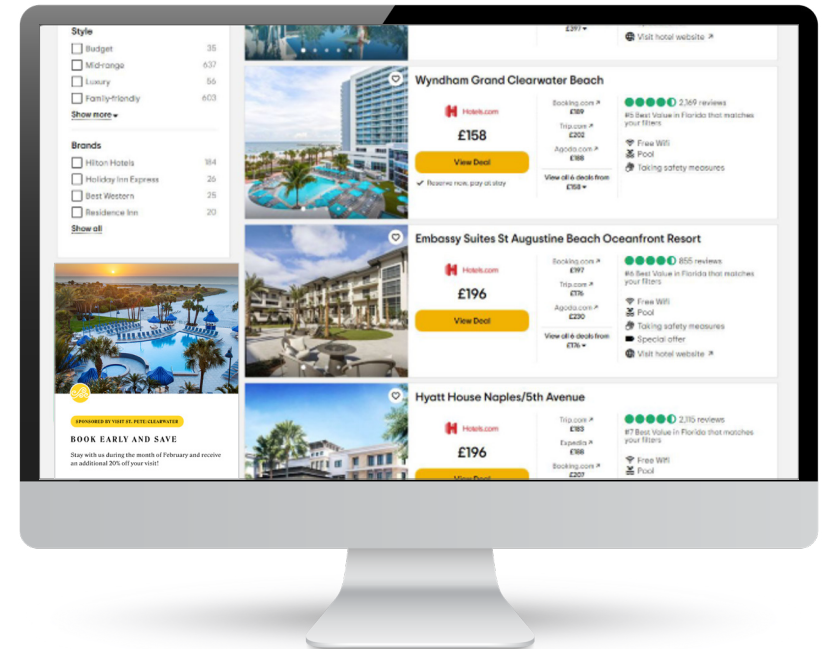 Style
Budget 35
Mid-range 637
Luxury 56
Family-friendly 603
Show more
Brands
Hilton Hotels 184
Holiday Inn Express 26
Best Western 25
Residence Inn 20
Show all
SPONSORED BY VISIT ST. PETE-CLEARWATER
BOOK EARLY AND SAVE
Stay with us during the month of February and receive
an additional 20% off your visit!
£297
Visit hotel website
Wyndham Grand Clearwater Beach
Hotels.com
£158
View Deal
Reserve now, pay at stay
Booking.com
£189
Trip.com
£202
Agoda.com
£188
View all 6 deals from
£158
2,169 reviews
#5 Best Value in Florida that matches
your filters
Free Wifi
Pool
Taking safety measures
Embassy Suites St Augustine Beach Oceanfront Resort
Hotels.com
£196
View Deal
Booking.com
£197
Trip.com
£176
Agoda.com
£230
View all 6 deals from
£176
855 reviews
#6 Best Value in Florida that matches
your filters
Free Wifi
Pool
Taking safety measures
Special offer
Visit hotel website
Hyatt House Naples/5th Avenue
Hotels.com
£196
View Deal
Trip.com
£183
Expedia
£188
Booking.com
£207
2,115 reviews
#7 Best Value in Florida that matches
your filters
Free Wifi
Pool